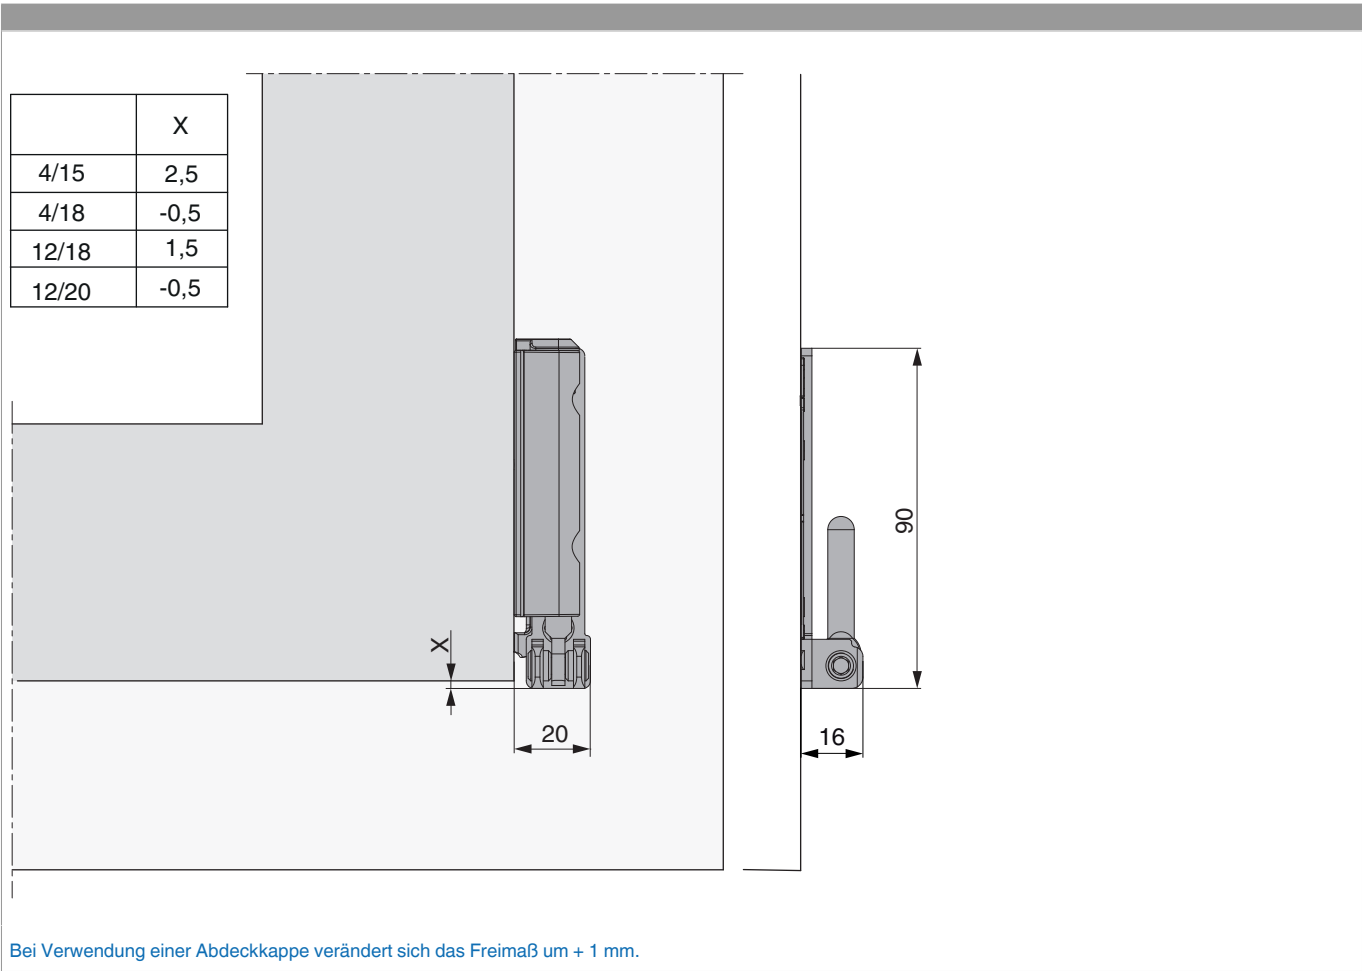 X
4/15 2,5
4/18 -0,5
12/18 1,5
12/20 -0,5
90
X
20
16
Bei Verwendung einer Abdeckkappe verändert sich das Freimaß um + 1 mm.